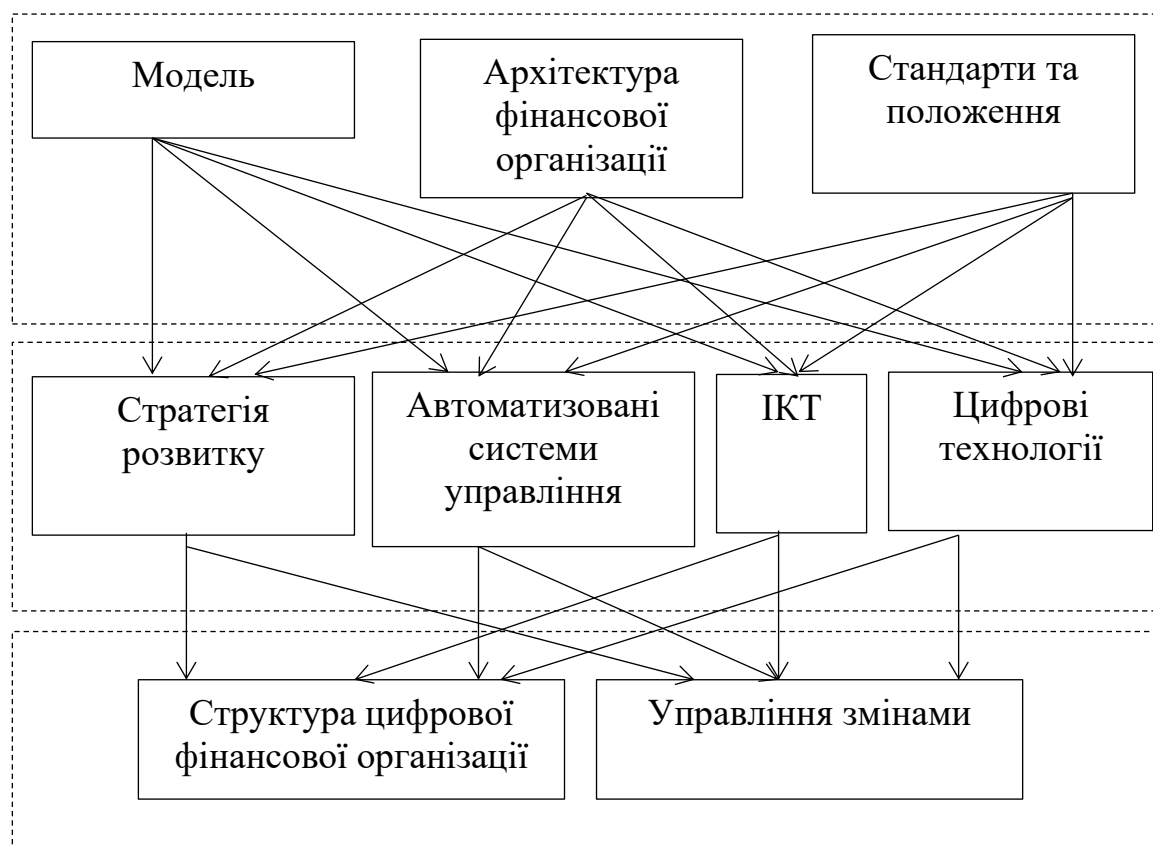 Модель
Архітектура
фінансової
організації
Стандарти та
положення
Стратегія
розвитку
Автоматизовані
системи
управління
ІКТ
Цифрові
технології
Структура цифрової
фінансової організації
Управління змінами